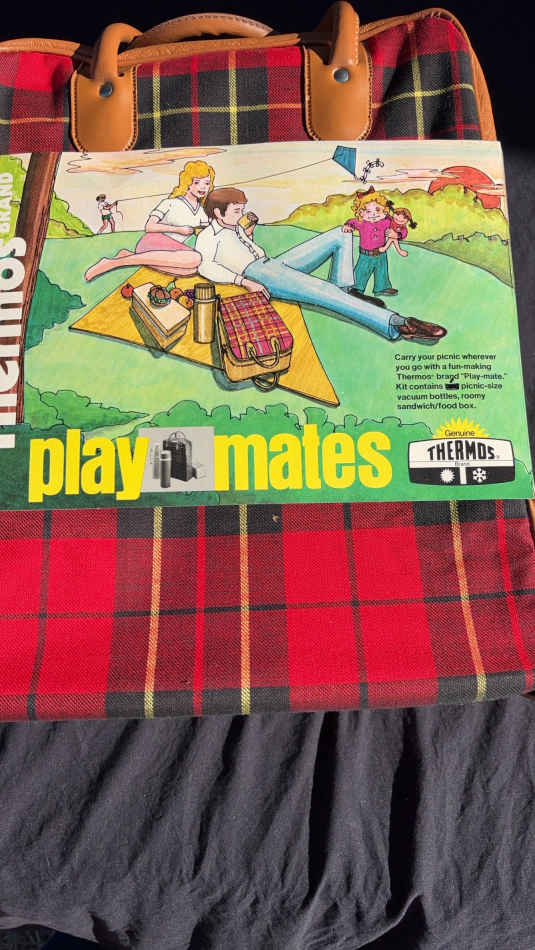 Thermos BRAND
Carry your picnic wherever
you go with a fun-making
Thermos® brand "Play-mate."
Kit contains picnic-size
vacuum bottles, roomy
sandwich/food box.
play mates
Genuine
THERMOS®
Brand